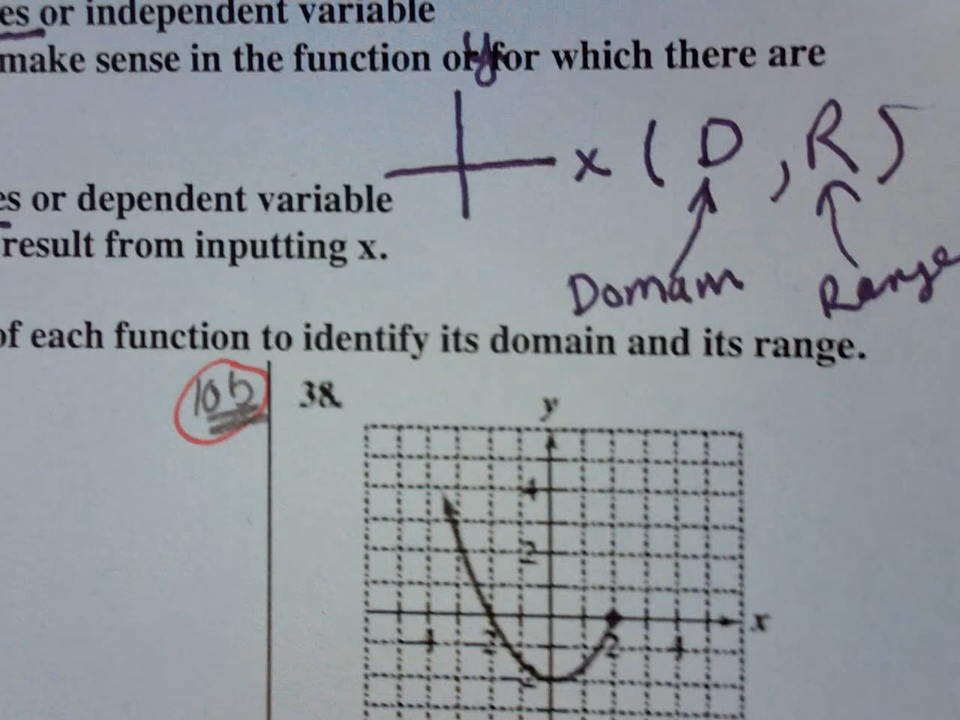 es or independent variable
make sense in the function or for which there are
y
x ( D , R )
es or dependent variable
result from inputting x.
Domain
Range
of each function to identify its domain and its range.
10b
38.
y
4
2
x
4 2 2 4
2